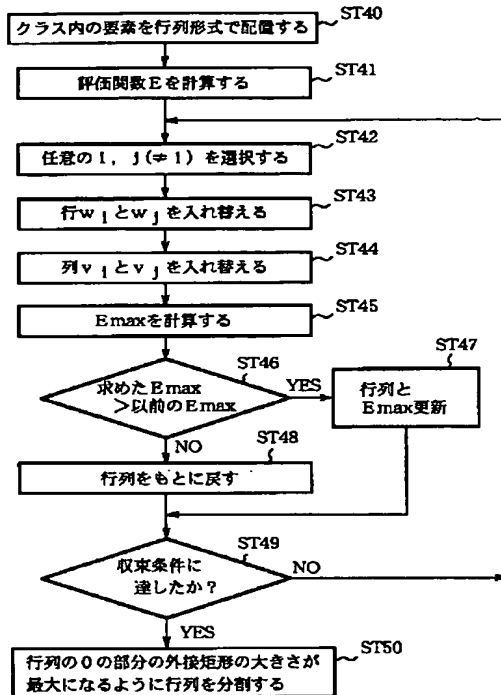 ST40
クラス内の要素を行列形式で配置する
ST41
評価関数Eを計算する
ST42
任意のi, j(≠i)を選択する
ST43
行w iとw jを入れ替える
ST44
列v iとv jを入れ替える
ST45
Emaxを計算する
ST46
求めたEmax
>以前のEmax
YES
ST47
行列と
Emax更新
NO
ST48
行列をもとに戻す
ST49
収束条件に
達したか？
NO
YES
ST50
行列の0の部分の外接矩形の大きさが
最大になるように行列を分割する